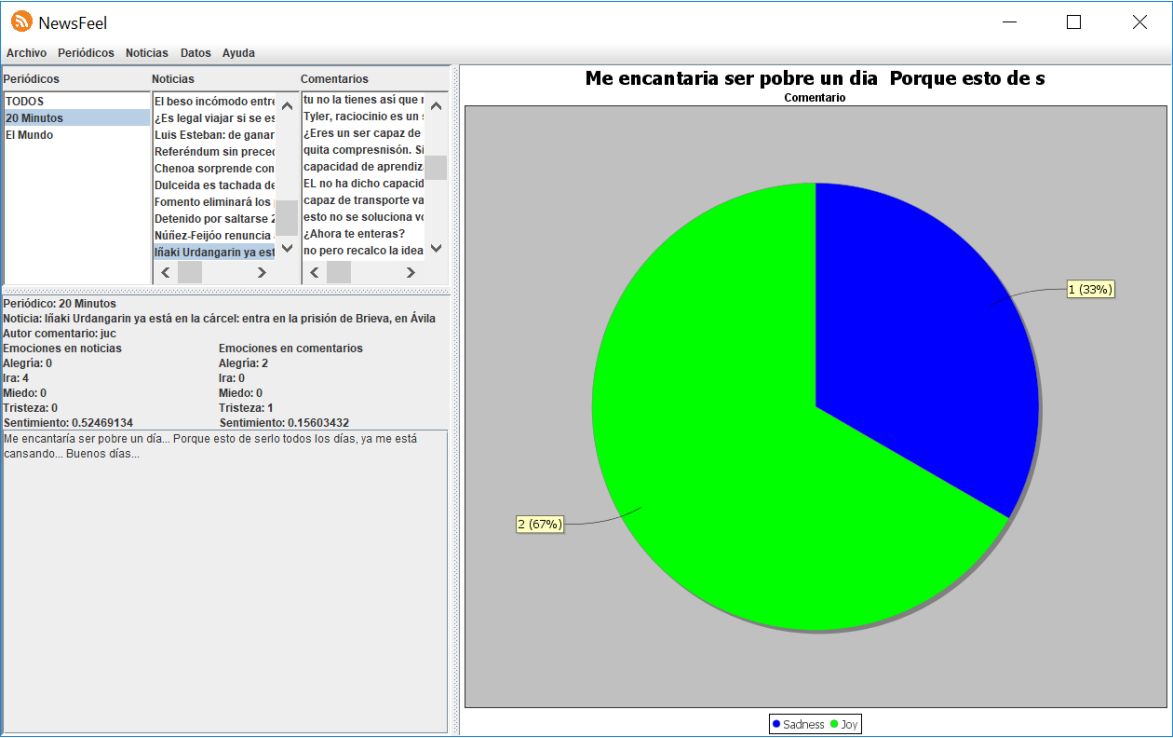 NewsFeel
Archivo Periódicos Noticias Datos Ayuda
Periódicos
TODOS
20 Minutos
El Mundo
Noticias
El beso incómodo entre
¿Es legal viajar si se es
Luis Esteban: de ganar
Referéndum sin preced
Chenoa sorprende con
Dulceida es tachada de
Fomento eliminará los
Detenido por saltarse 2
Núñez-Feijóo renuncia
Iñaki Urdangarin ya est
Comentarios
tu no la tienes así que
Tyler, raciocinio es un
¿Eres un ser capaz de
quita compresnisón. Si
capacidad de aprendiz
EL no ha dicho capacid
capaz de transporte va
esto no se soluciona vo
¿Ahora te enteras?
no pero recalco la idea
Periódico: 20 Minutos
Noticia: Iñaki Urdangarin ya está en la cárcel: entra en la prisión de Brieva, en Ávila
Autor comentario: juc
Emociones en noticias Emociones en comentarios
Alegría: 0 Alegría: 2
Ira: 4 Ira: 0
Miedo: 0 Miedo: 0
Tristeza: 0 Tristeza: 1
Sentimiento: 0.52469134 Sentimiento: 0.15603432
Me encantaría ser pobre un día... Porque esto de serlo todos los días, ya me está
cansando... Buenos días...
Me encantaria ser pobre un dia Porque esto de s
Comentario
1 (33%)
2 (67%)
Sadness Joy